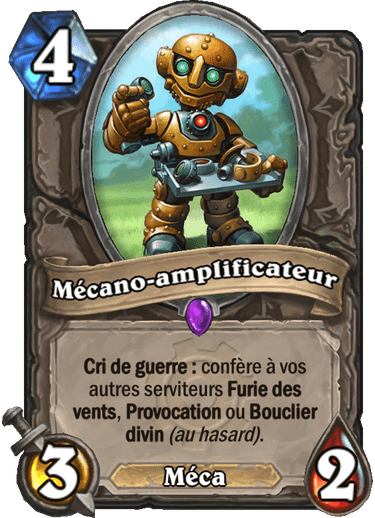 4
Mécano-amplificateur
Cri de guerre : confère à vos
autres serviteurs Furie des
vents, Provocation ou Bouclier
divin (au hasard).
3
Méca
2